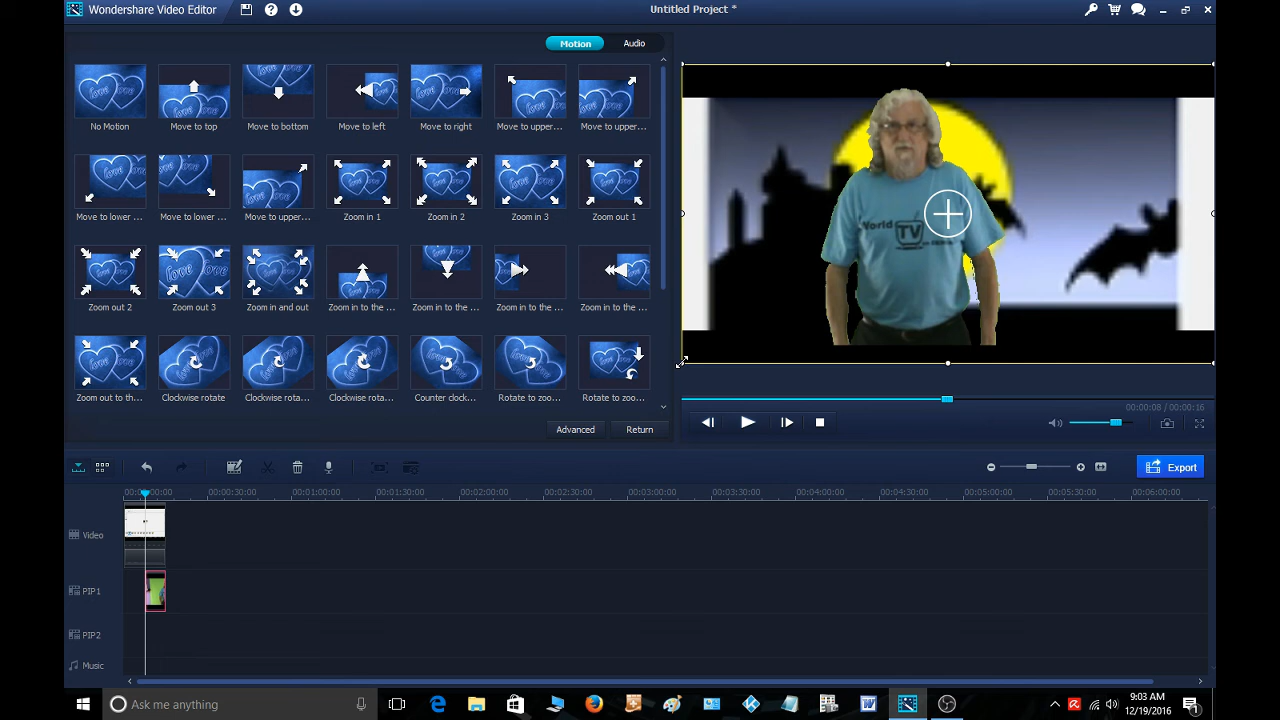 Wondershare Video Editor
Untitled Project *
Motion Audio
No Motion Move to top Move to bottom Move to left Move to right Move to upper... Move to upper...
Move to lower ... Move to lower ... Move to upper... Zoom in 1 Zoom in 2 Zoom in 3 Zoom out 1
Zoom out 2 Zoom out 3 Zoom in and out Zoom in to the ... Zoom in to the ... Zoom in to the ... Zoom in to the ...
Zoom out to th... Clockwise rotate Clockwise rota... Clockwise rota... Counter clock... Rotate to zoo... Rotate to zoo...
Advanced Return
World
TV
00:00:08 / 00:00:16
Export
00:00:30:00 00:01:00:00 00:01:30:00 00:02:00:00 00:02:30:00 00:03:00:00 00:03:30:00 00:04:00:00 00:04:30:00 00:05:00:00 00:05:30:00 00:06:00:00
Video
PIP1
PIP2
Music
Ask me anything
9:03 AM
12/19/2016